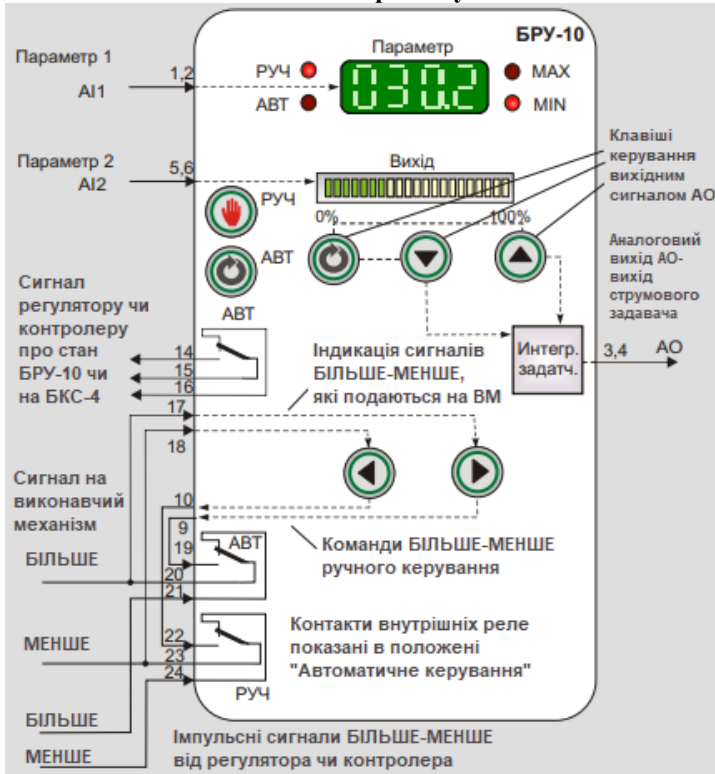 БРУ-10
Параметр
Параметр 1
AI1
1,2
РУЧ
АВТ
030.2
MAX
MIN
Параметр 2
AI2
5,6
Вихід
0%
100%
РУЧ
АВТ
Клавіші
керування
вихідним
сигналом АО
Аналоговий
вихід АО-
вихід
струмового
задавача
Сигнал
регулятору чи
контролеру
про стан
БРУ-10 чи
на БКС-4
АВТ
14
15
16
17
18
Індикація сигналів
БІЛЬШЕ-МЕНШЕ,
які подаються на ВМ
Интегр.
задатч.
3,4
АО
Сигнал на
виконавчий
механізм
БІЛЬШЕ
МЕНШЕ
БІЛЬШЕ
МЕНШЕ
10
9
19
20
21
22
23
24
АВТ
РУЧ
Команди БІЛЬШЕ-МЕНШЕ
ручного керування
Контакти внутрішніх реле
показані в положені
"Автоматичне керування"
Імпульсні сигнали БІЛЬШЕ-МЕНШЕ
від регулятора чи контролера